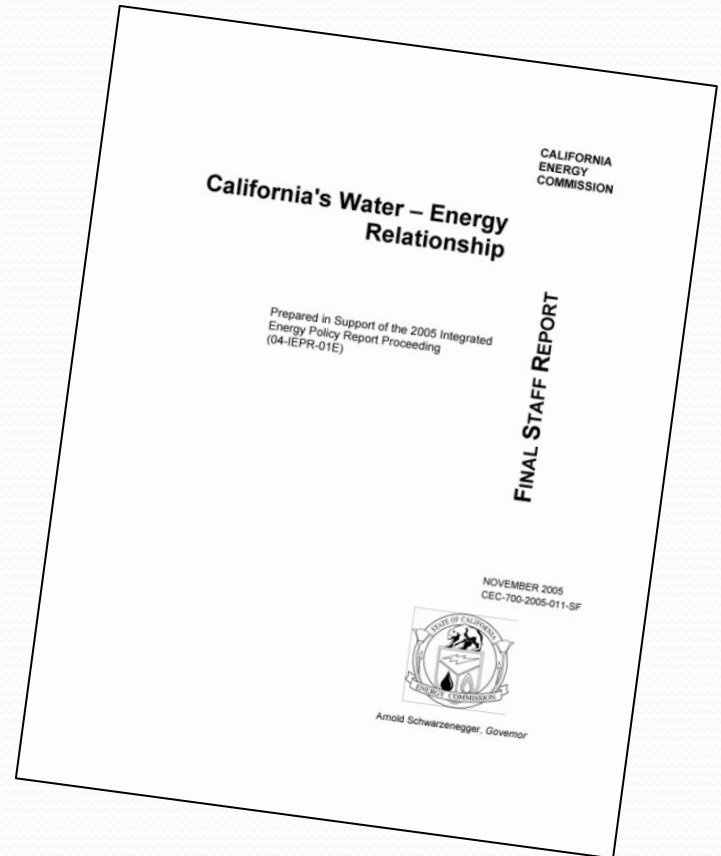 CALIFORNIA
ENERGY
COMMISSION
California's Water – Energy
Relationship
Prepared in Support of the 2005 Integrated
Energy Policy Report Proceeding
(04-IEPR-01E)
FINAL STAFF REPORT
NOVEMBER 2005
CEC-700-2005-011-SF
STATE OF CALIFORNIA
ENERGY COMMISSION
Arnold Schwarzenegger, Governor